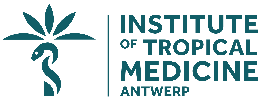 INSTITUTE
OF TROPICAL
MEDICINE
ANTWERP